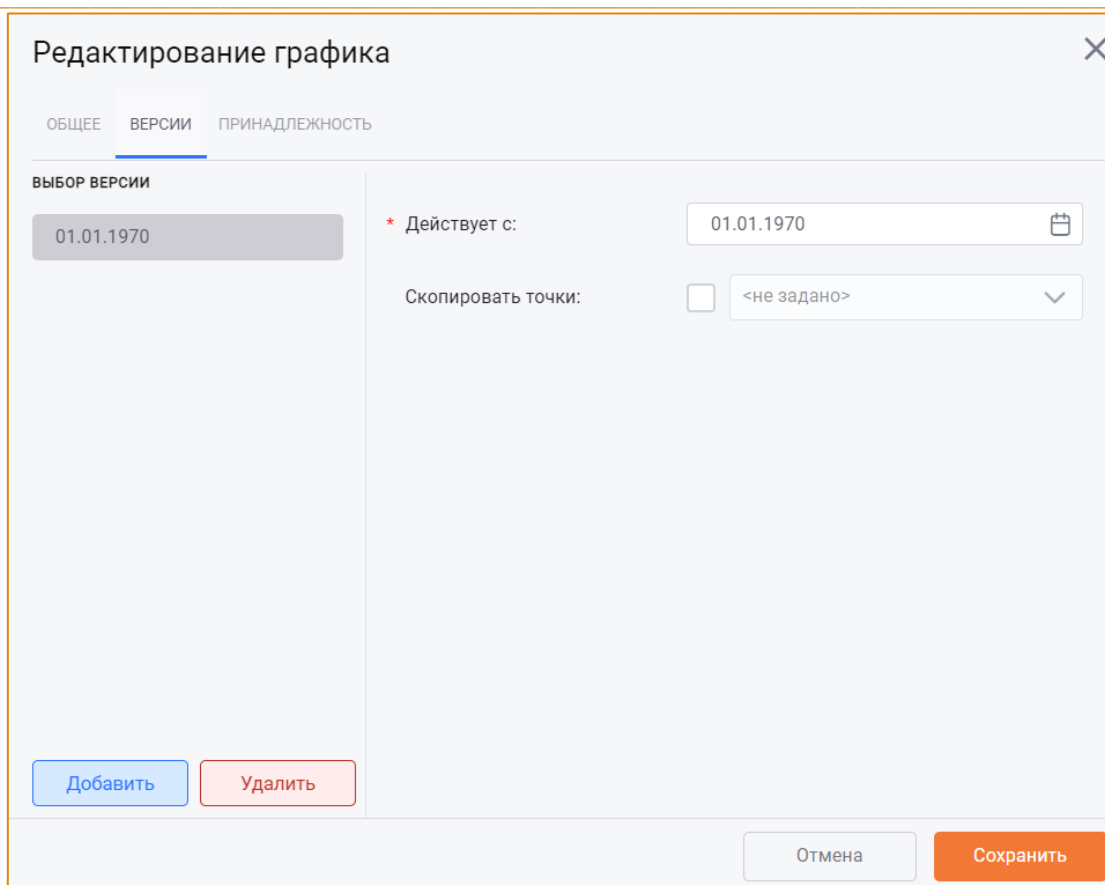 Редактирование графика
ОБЩЕЕ ВЕРСИИ ПРИНАДЛЕЖНОСТЬ
ВЫБОР ВЕРСИИ
01.01.1970
* Действует с: 01.01.1970
Скопировать точки: <не задано>
Добавить Удалить
Отмена Сохранить